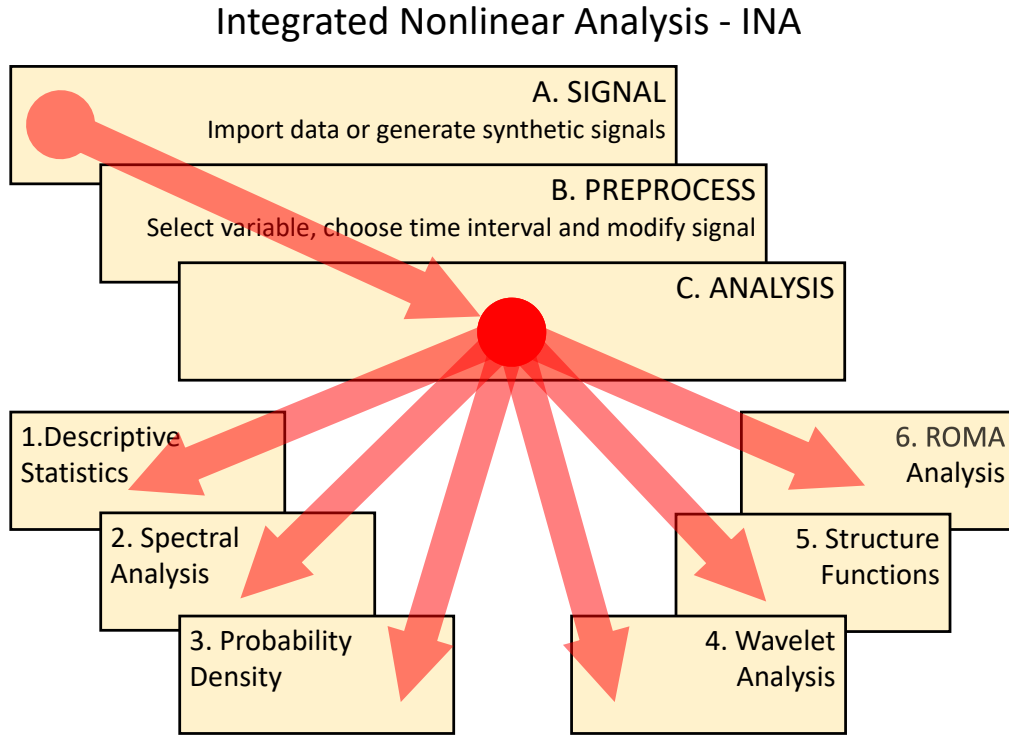 Integrated Nonlinear Analysis - INA
A. SIGNAL
Import data or generate synthetic signals
B. PREPROCESS
Select variable, choose time interval and modify signal
C. ANALYSIS
1.Descriptive
Statistics
2. Spectral
Analysis
3. Probability
Density
4. Wavelet
Analysis
5. Structure
Functions
6. ROMA
Analysis